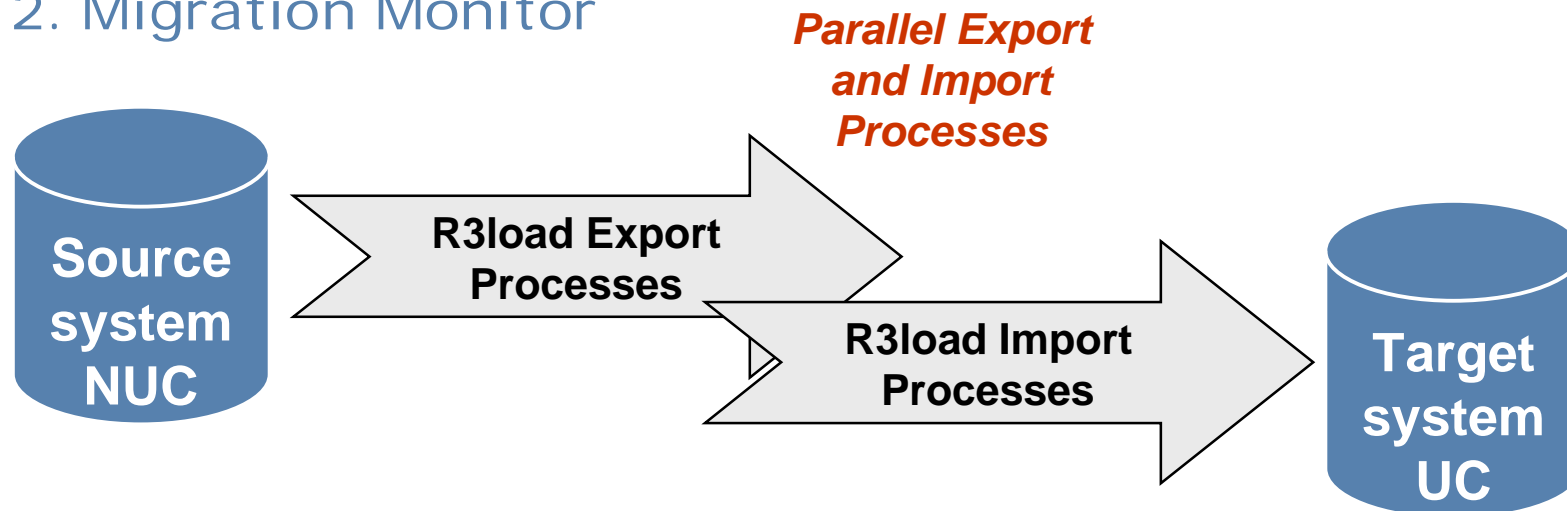 2. Migration Monitor
Parallel Export
and Import
Processes
Source
system
NUC
R3load Export
Processes
R3load Import
Processes
Target
system
UC